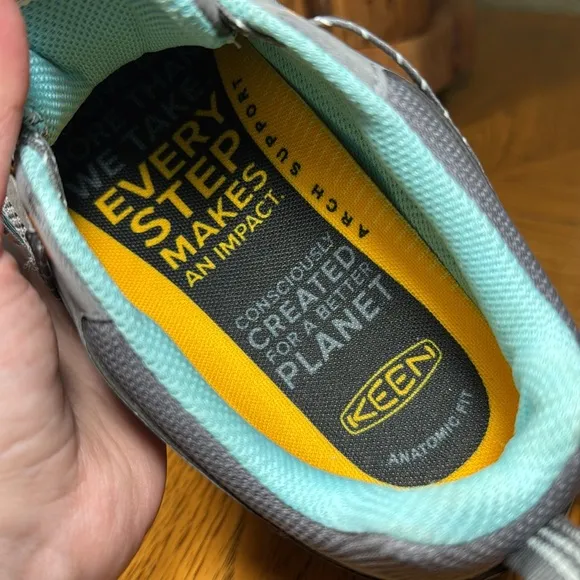 WE TAKE
EVERY
STEP
MAKES
AN IMPACT.
CONSCIOUSLY
CREATED
FOR A BETTER
PLANET
KEEN
ANATOMIC FIT
ARCH SUPPORT